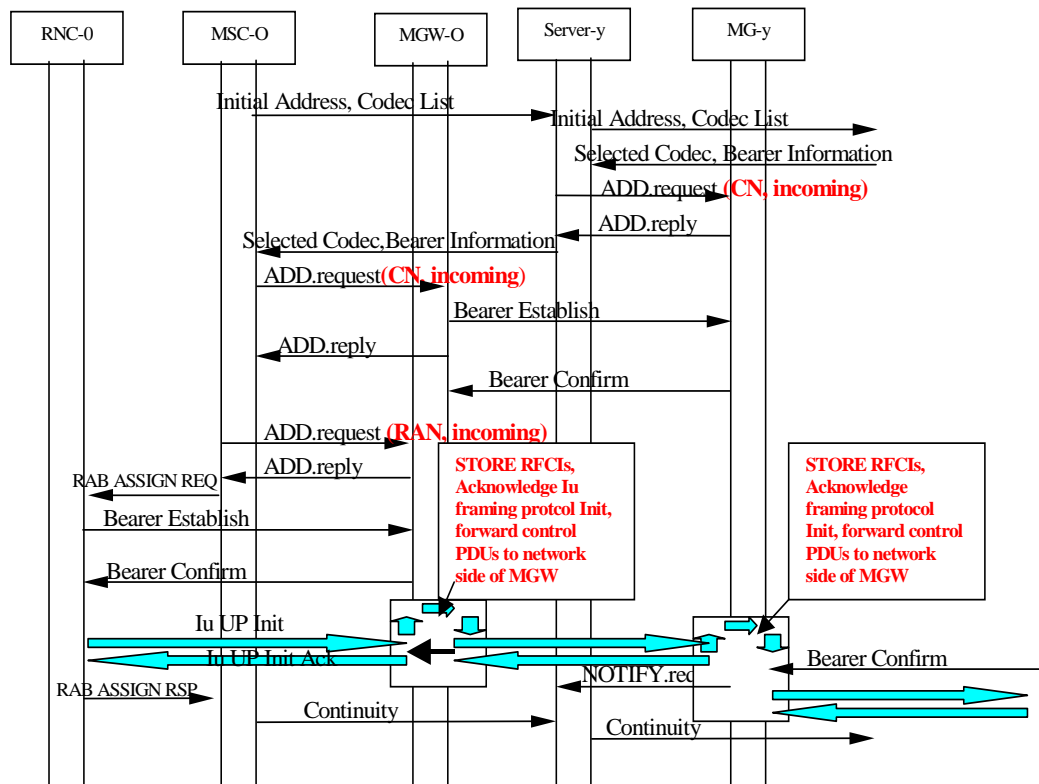 RNC-0
MSC-O
MGW-O
Server-y
MG-y
Initial Address, Codec List
Initial Address, Codec List
Selected Codec, Bearer Information
ADD.request (CN, incoming)
ADD.reply
Selected Codec,Bearer Information
ADD.request(CN, incoming)
Bearer Establish
ADD.reply
Bearer Confirm
ADD.request (RAN, incoming)
ADD.reply
RAB ASSIGN REQ
Bearer Establish
Bearer Confirm
STORE RFCIs,
Acknowledge Iu
framing protcol Init,
forward control
PDUs to network
side of MGW
STORE RFCIs,
Acknowledge
framing protocol
Init, forward control
PDUs to network
side of MGW
Iu UP Init
Iu UP Init Ack
Bearer Confirm
RAB ASSIGN RSP
NOTIFY.req
Continuity
Continuity